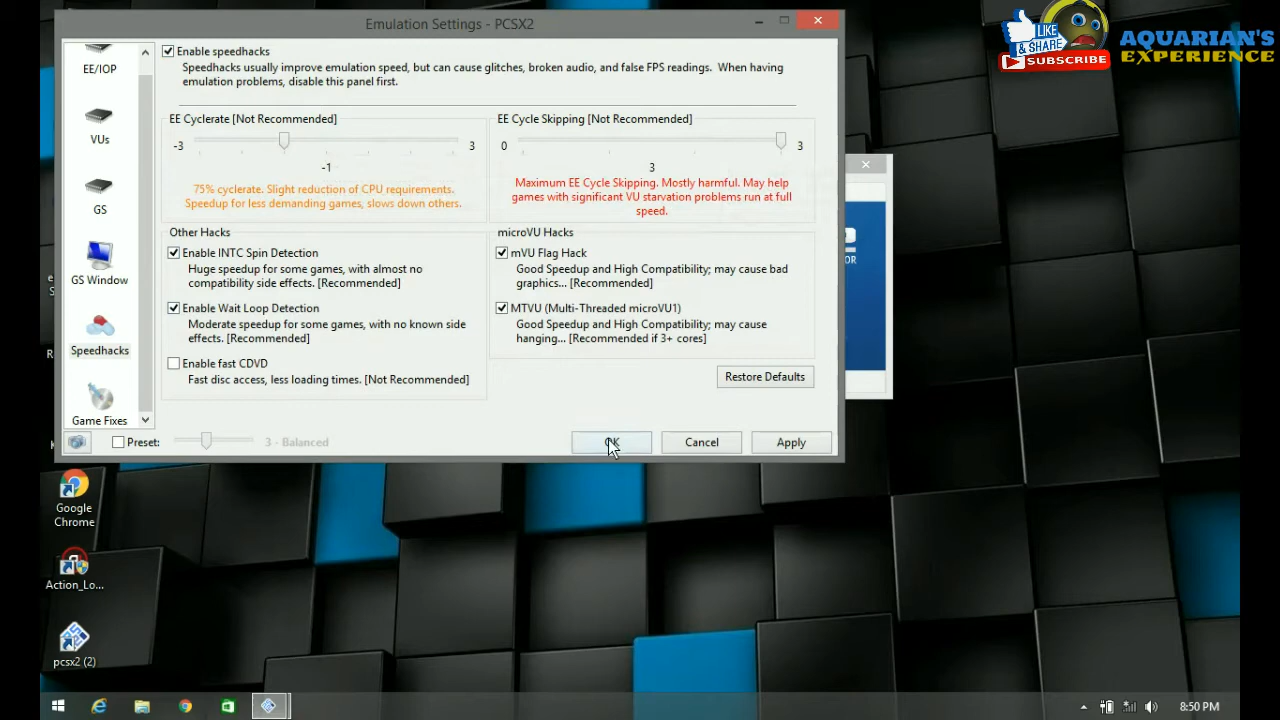 Emulation Settings - PCSX2
LIKE
& SHARE
SUBSCRIBE
AQUARIAN'S
EXPERIENCE
EE/IOP
VUs
GS
GS Window
Speedhacks
Game Fixes
Enable speedhacks
Speedhacks usually improve emulation speed, but can cause glitches, broken audio, and false FPS readings. When having
emulation problems, disable this panel first.
EE Cyclerate [Not Recommended]
-3
3
-1
75% cyclerate. Slight reduction of CPU requirements.
Speedup for less demanding games, slows down others.
EE Cycle Skipping [Not Recommended]
0
3
3
Maximum EE Cycle Skipping. Mostly harmful. May help
games with significant VU starvation problems run at full
speed.
Other Hacks
Enable INTC Spin Detection
Huge speedup for some games, with almost no
compatibility side effects. [Recommended]
Enable Wait Loop Detection
Moderate speedup for some games, with no known side
effects. [Recommended]
Enable fast CDVD
Fast disc access, less loading times. [Not Recommended]
microVU Hacks
mVU Flag Hack
Good Speedup and High Compatibility; may cause bad
graphics... [Recommended]
MTVU (Multi-Threaded microVU1)
Good Speedup and High Compatibility; may cause
hanging... [Recommended if 3+ cores]
Restore Defaults
Preset:
3 - Balanced
OK
Cancel
Apply
OR
Google
Chrome
Action_Lo...
pcsx2 (2)
8:50 PM